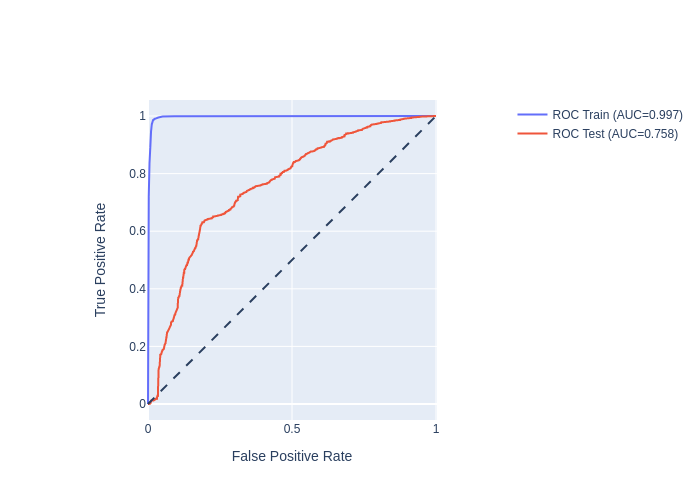 ROC Train (AUC=0.997)
ROC Test (AUC=0.758)
1
0.8
0.6
0.4
0.2
0
True Positive Rate
0
0.5
1
False Positive Rate